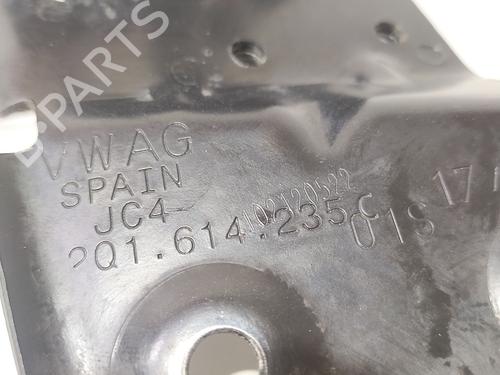 B-PARTS
VWAG
SPAIN
JC4
2Q1.614.235C
01S
17